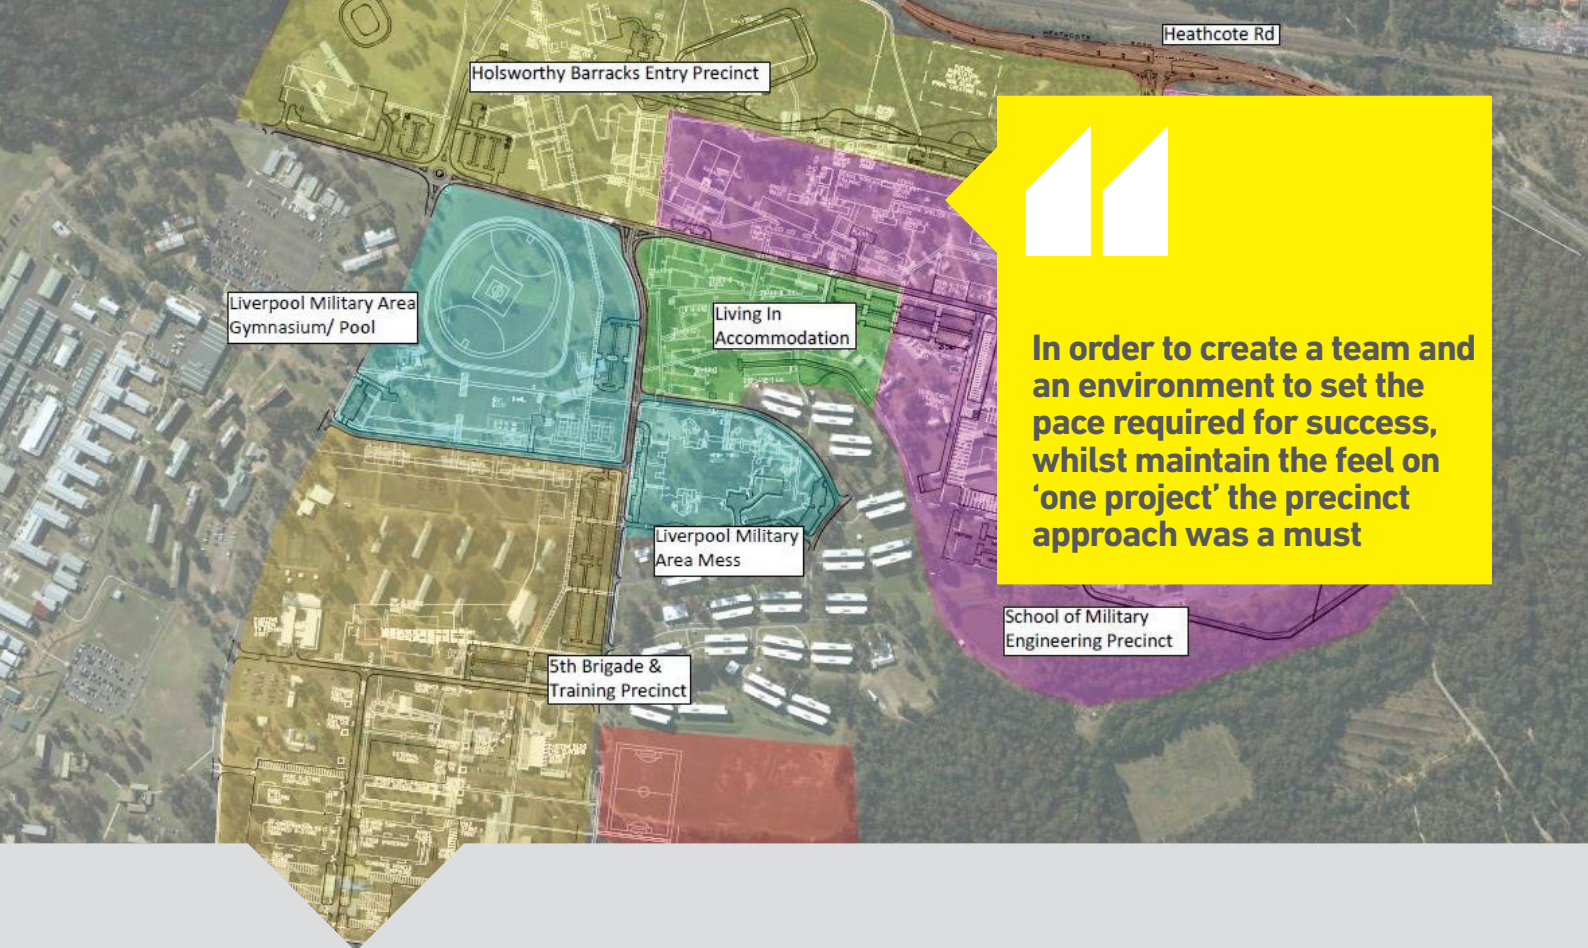 Heathcote Rd
Holsworthy Barracks Entry Precinct
Liverpool Military Area
Gymnasium/ Pool
Living In
Accommodation
In order to create a team and
an environment to set the
pace required for success,
whilst maintain the feel on
‘one project’ the precinct
approach was a must
Liverpool Military
Area Mess
School of Military
Engineering Precinct
5th Brigade &
Training Precinct